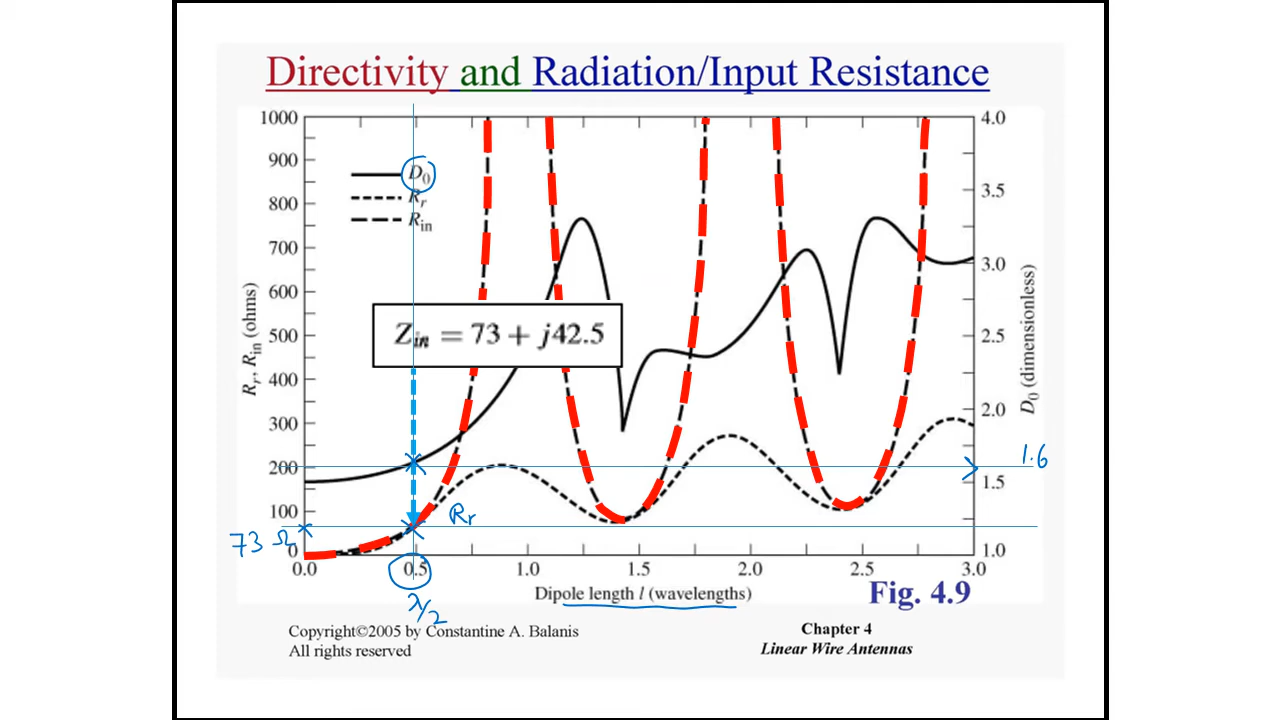 Directivity and Radiation/Input Resistance
1000
900
800
700
600
500
400
300
200
100
0
4.0
3.5
3.0
2.5
2.0
1.5
1.0
D0
Rr
Rin
Rr, Rin (ohms)
D0 (dimensionless)
Zin = 73 + j42.5
1.6
Rr
73 Ω
0.0
0.5
1.0
1.5
2.0
2.5
3.0
λ/2
Dipole length l (wavelengths)
Fig. 4.9
Copyright©2005 by Constantine A. Balanis
All rights reserved
Chapter 4
Linear Wire Antennas